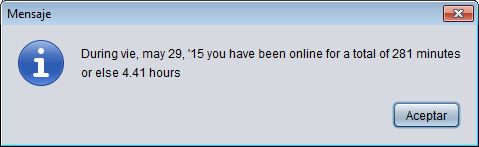 Mensaje
During vie, may 29, '15 you have been online for a total of 281 minutes
or else 4.41 hours
Aceptar